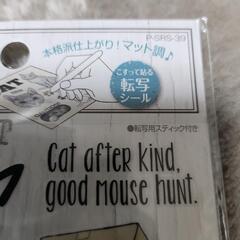 P-SRS-39
本格派仕上がり!マット調♪
こすって貼る
転写
シール
●転写用スティック付き
Cat after kind,
good mouse hunt.